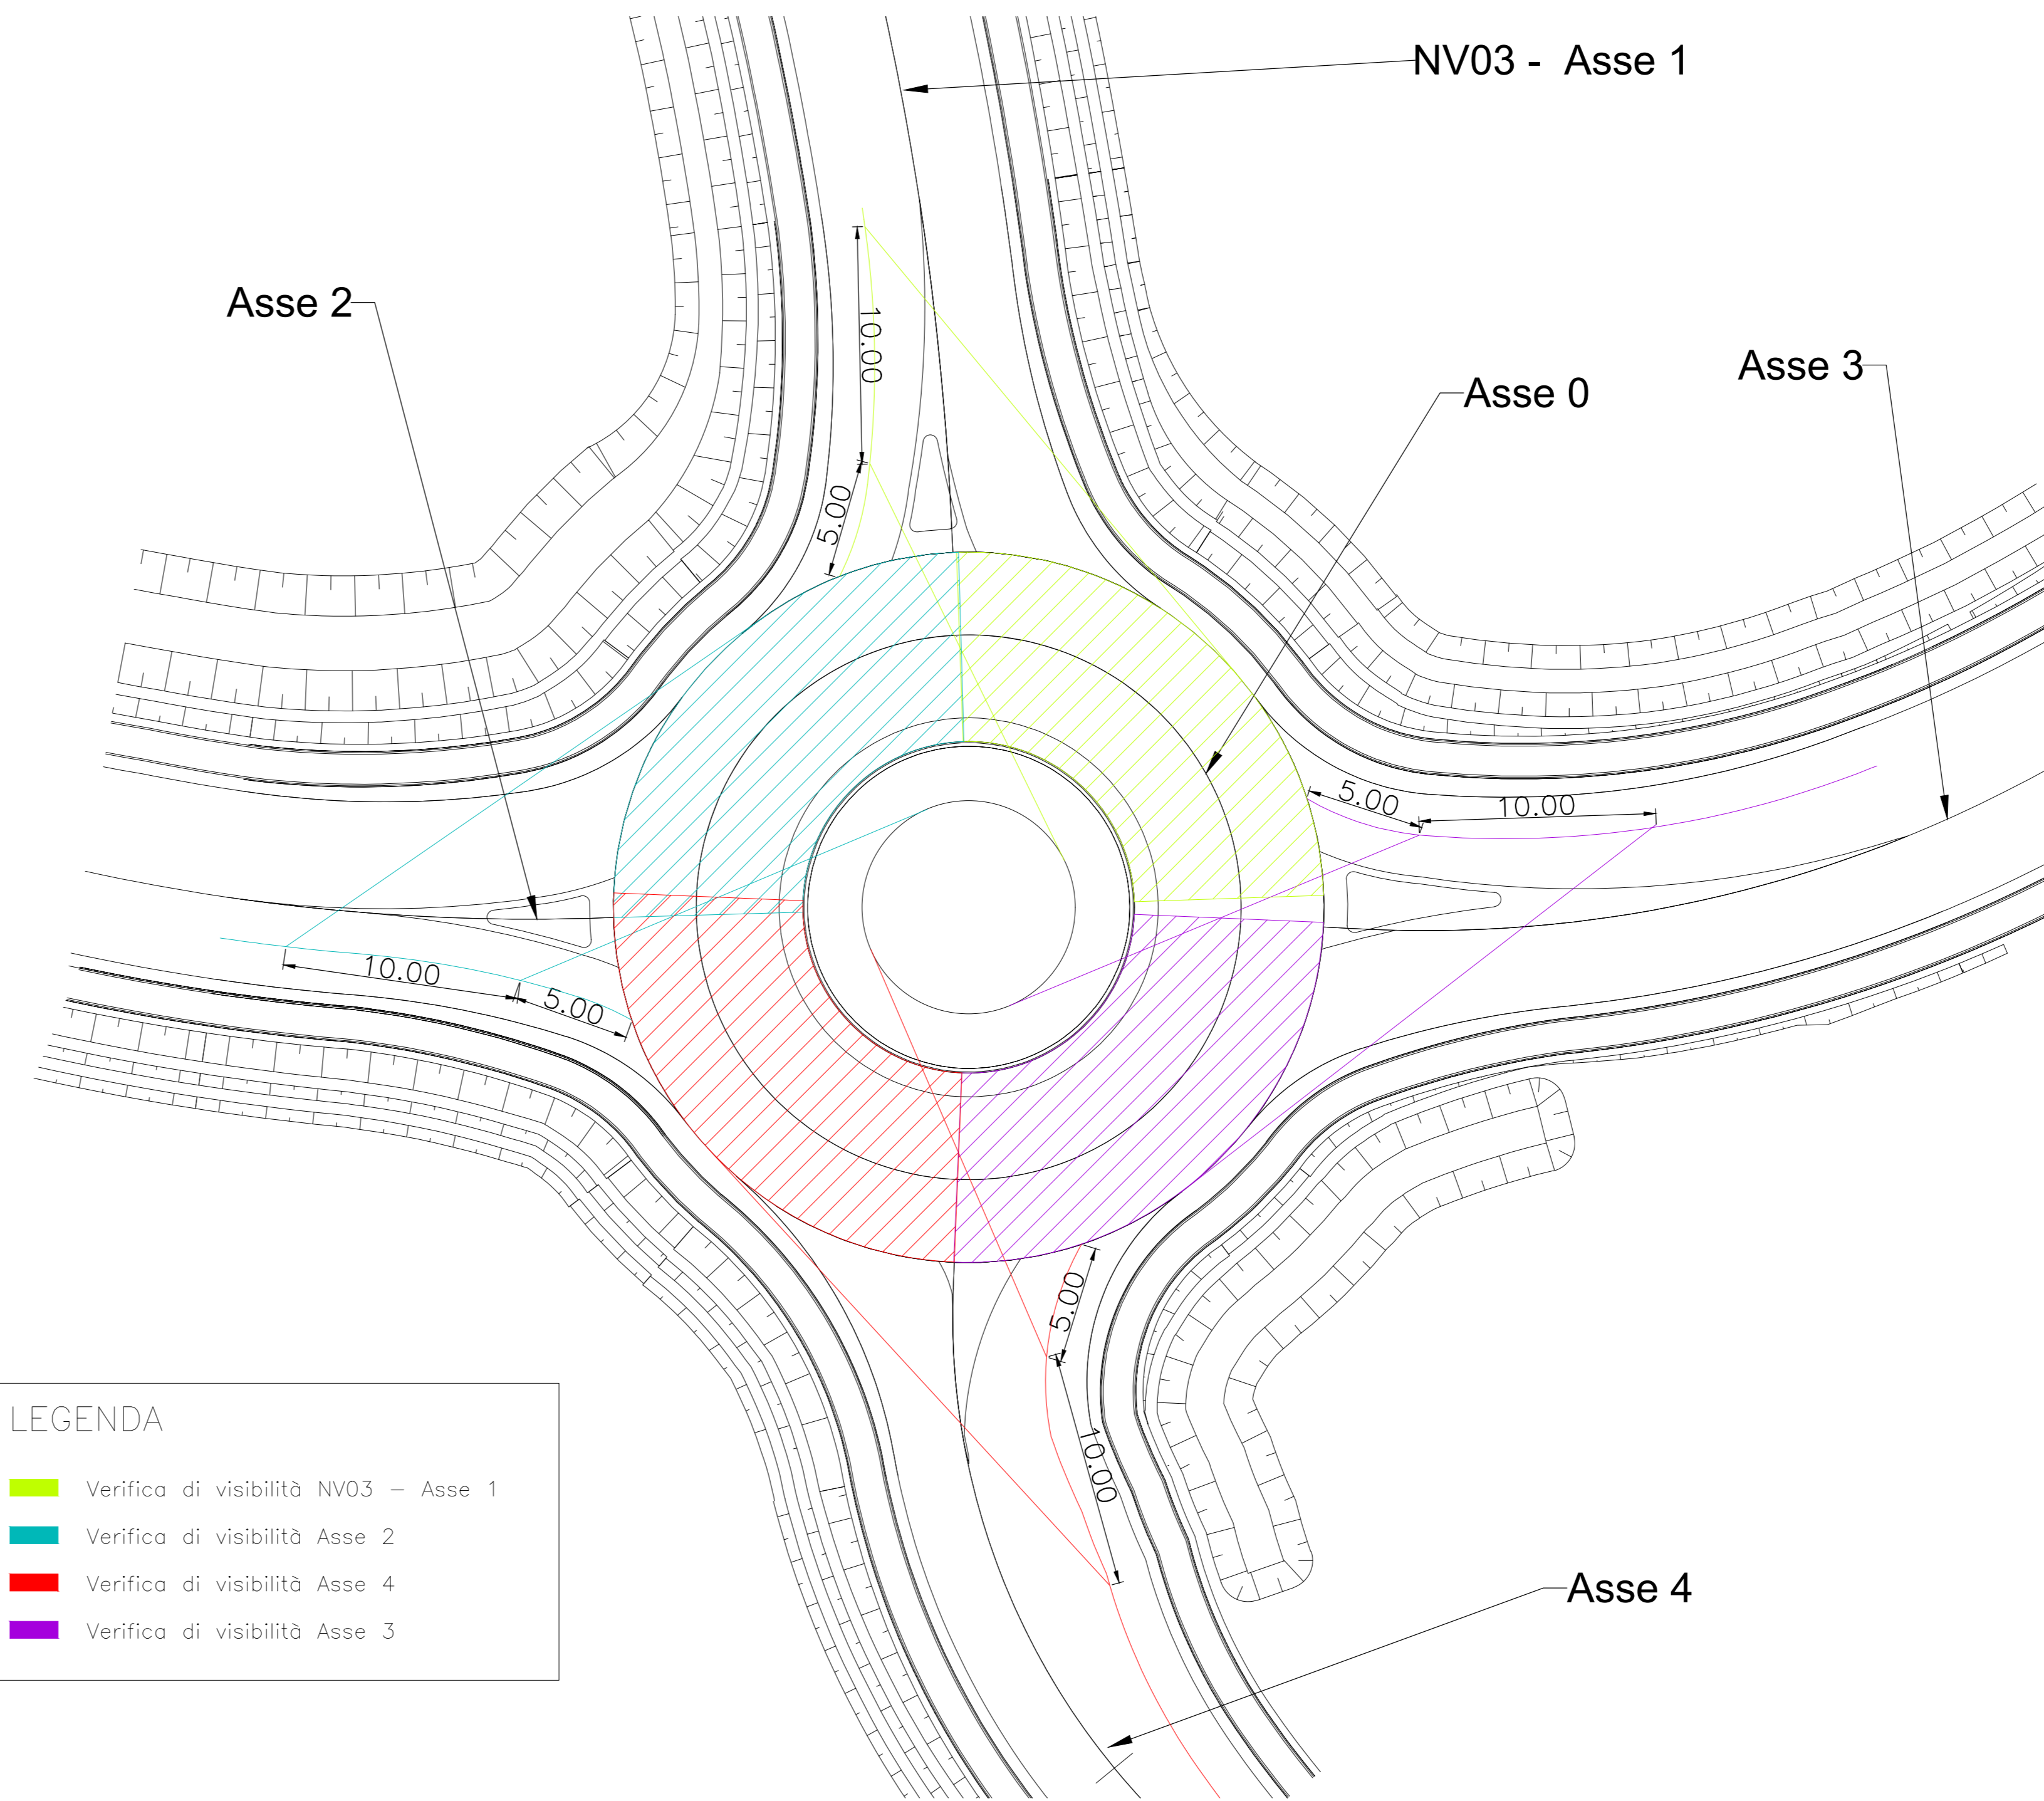 NV03 - Asse 1
Asse 2
Asse 3
Asse 0
10.00
5.00
5.00
10.00
10.00
5.00
5.00
10.00
Asse 4
LEGENDA
Verifica di visibilità NV03 - Asse 1
Verifica di visibilità Asse 2
Verifica di visibilità Asse 4
Verifica di visibilità Asse 3